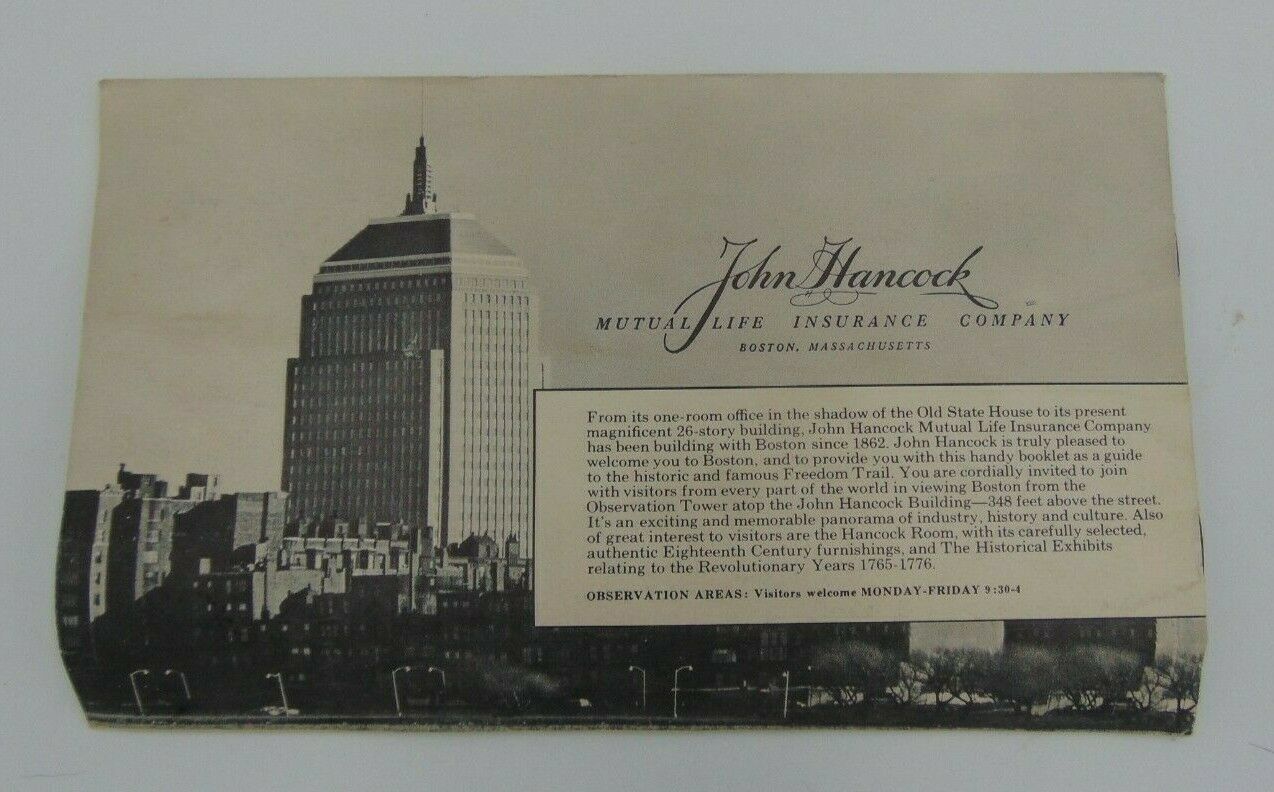 John Hancock
MUTUAL LIFE INSURANCE COMPANY
BOSTON, MASSACHUSETTS
From its one-room office in the shadow of the Old State House to its present
magnificent 26-story building, John Hancock Mutual Life Insurance Company
has been building with Boston since 1862. John Hancock is truly pleased to
welcome you to Boston, and to provide you with this handy booklet as a guide
to the historic and famous Freedom Trail. You are cordially invited to join
with visitors from every part of the world in viewing Boston from the
Observation Tower atop the John Hancock Building—348 feet above the street.
It's an exciting and memorable panorama of industry, history and culture. Also
of great interest to visitors are the Hancock Room, with its carefully selected,
authentic Eighteenth Century furnishings, and The Historical Exhibits
relating to the Revolutionary Years 1765-1776.
OBSERVATION AREAS: Visitors welcome MONDAY-FRIDAY 9:30-4